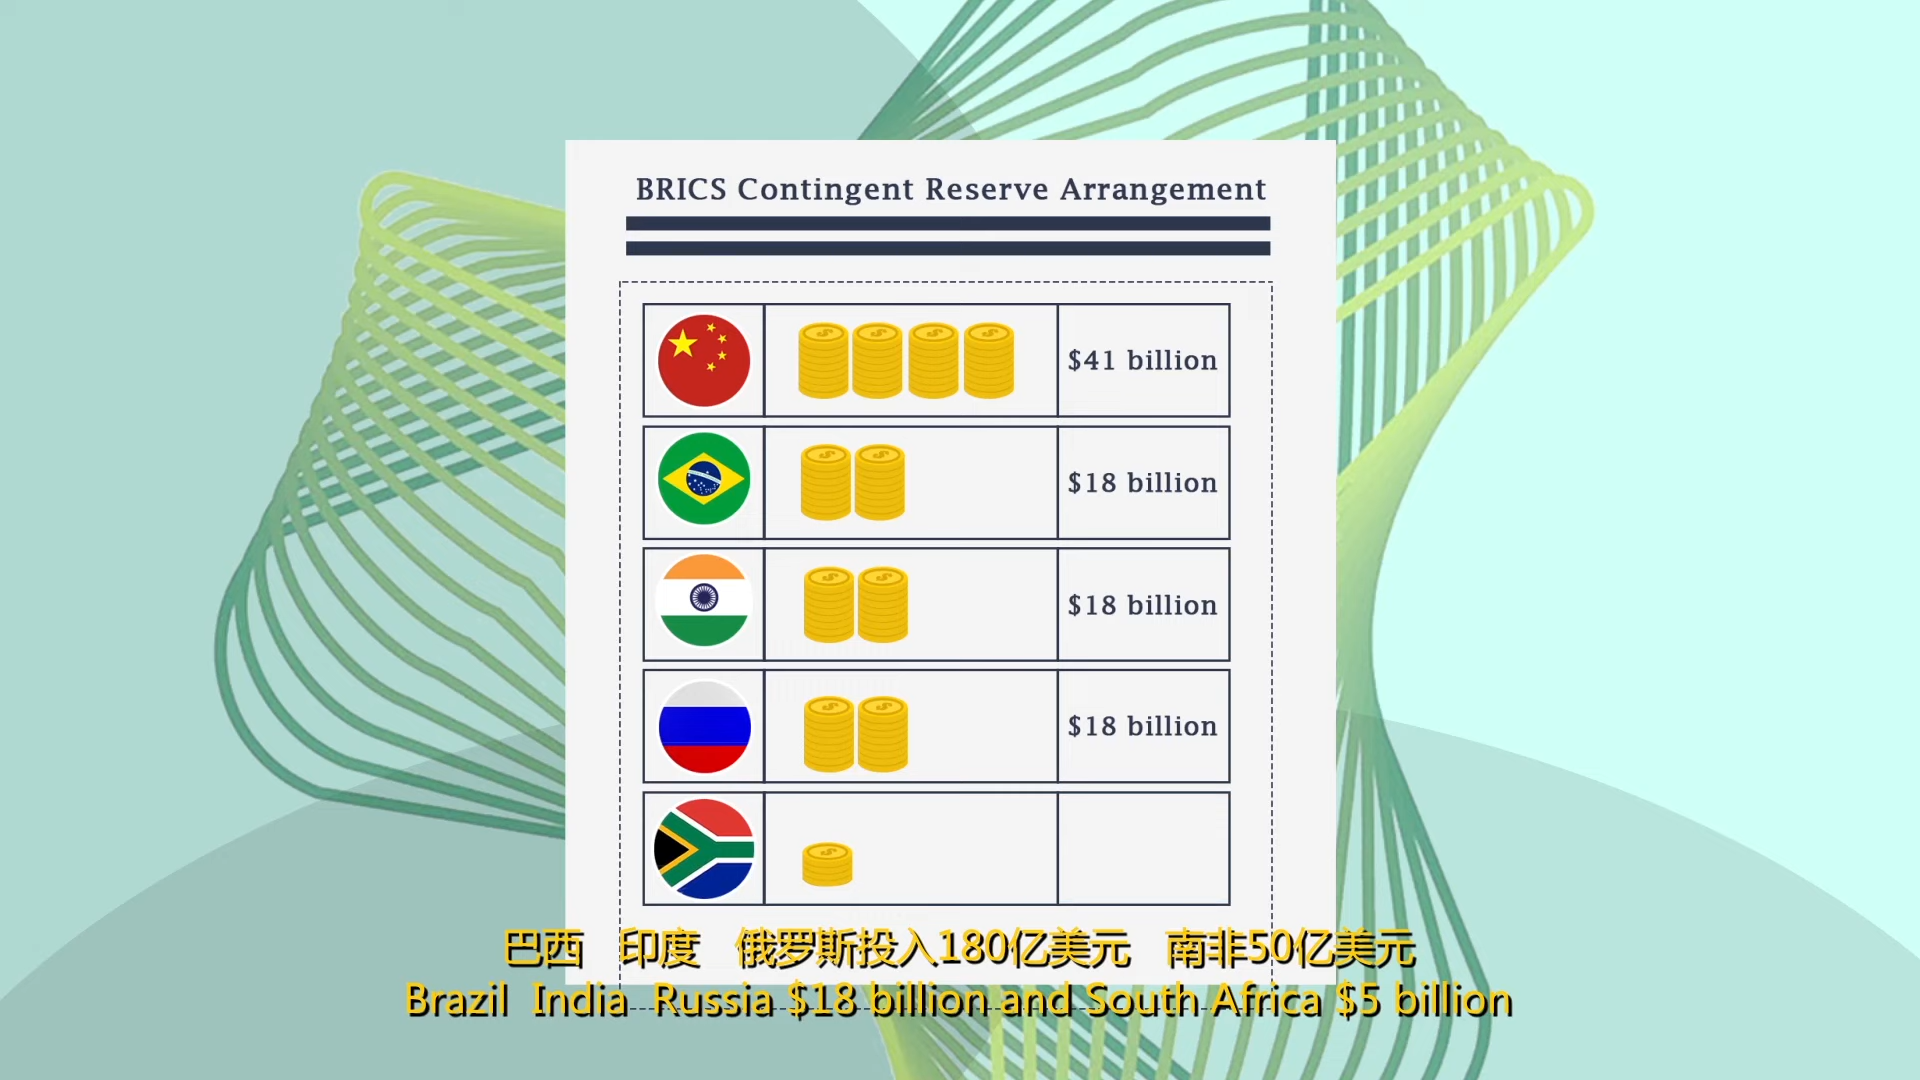 BRICS Contingent Reserve Arrangement
$41 billion
$18 billion
$18 billion
$18 billion
巴西 印度 俄罗斯投入180亿美元 南非50亿美元
Brazil India Russia $18 billion and South Africa $5 billion